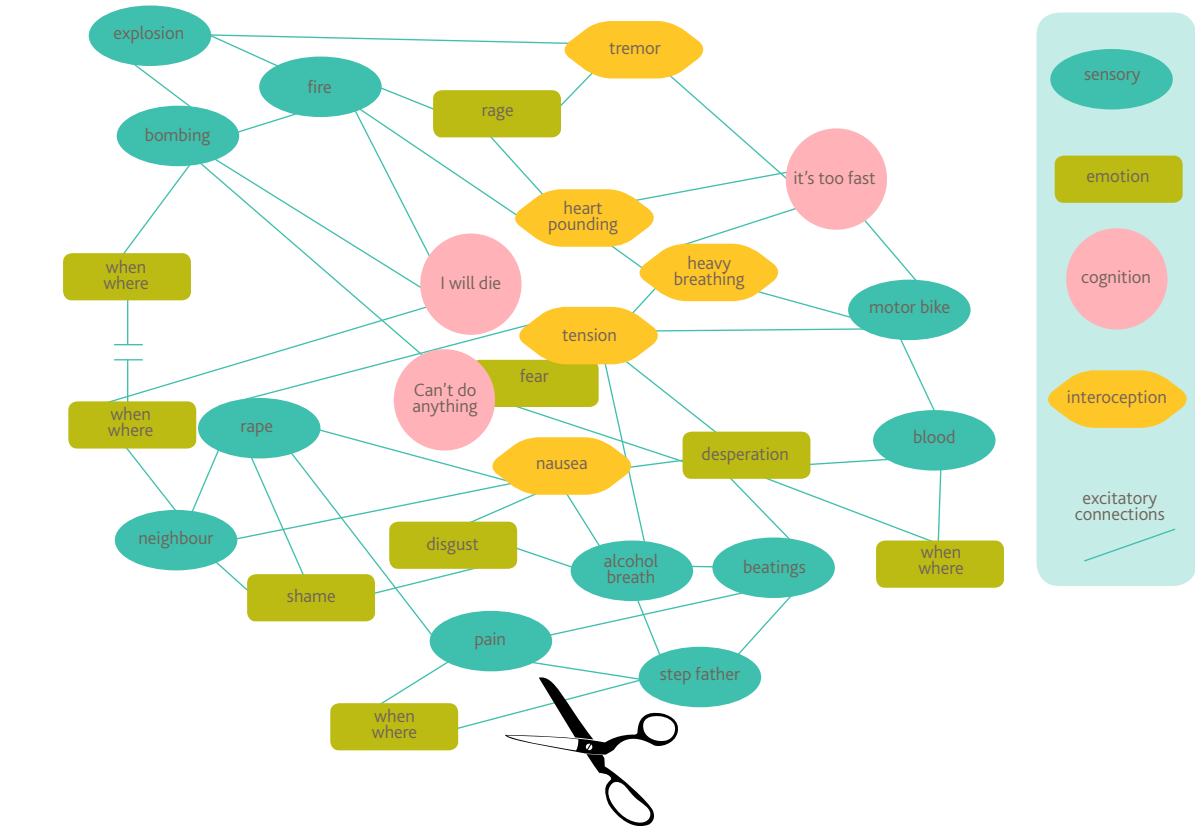 explosion
tremor
fire
rage
bombing
it's too fast
heart
pounding
when
where
I will die
heavy
breathing
motor bike
tension
fear
Can't do
anything
when
where
rape
blood
nausea
desperation
neighbour
disgust
alcohol
breath
beatings
when
where
shame
pain
step father
when
where
sensory
emotion
cognition
interoception
excitatory
connections